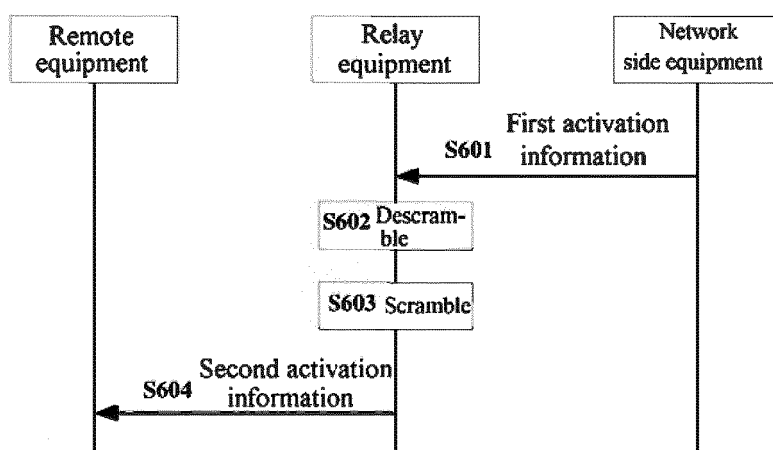 Remote
equipment
Relay
equipment
Network
side equipment
First activation
information
S601
S602 Descram-
ble
S603 Scramble
Second activation
information
S604